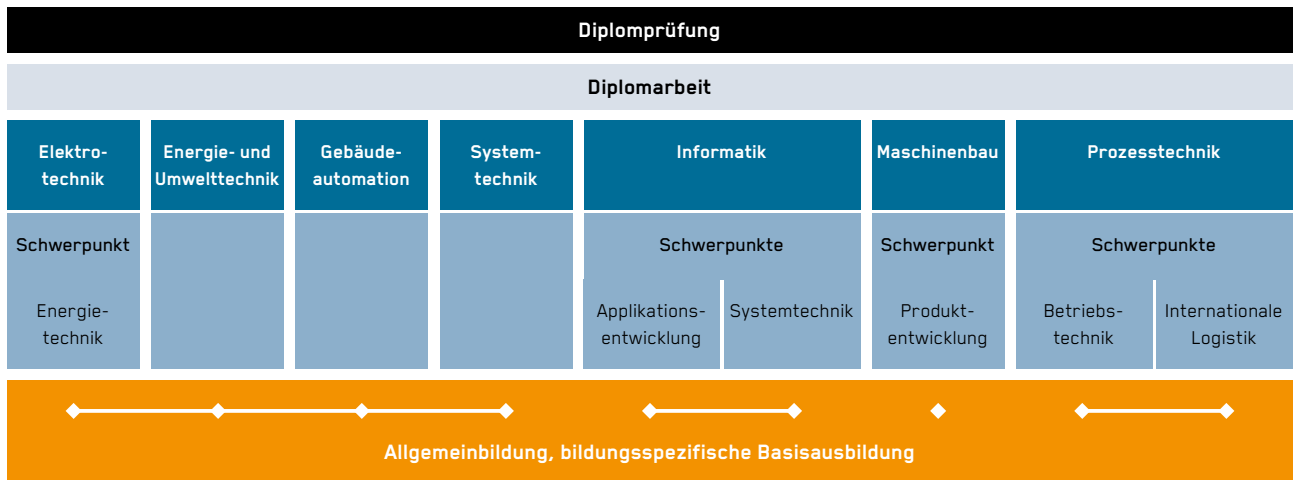 Diplomprüfung
Diplomarbeit
Elektro-
technik
Energie- und
Umwelttechnik
Gebäude-
automation
System-
technik
Informatik
Maschinenbau
Prozesstechnik
Schwerpunkt
Energie-
technik
Schwerpunkte
Applikations-
entwicklung
Systemtechnik
Schwerpunkt
Produkt-
entwicklung
Schwerpunkte
Betriebs-
technik
Internationale
Logistik
Allgemeinbildung, bildungsspezifische Basisausbildung